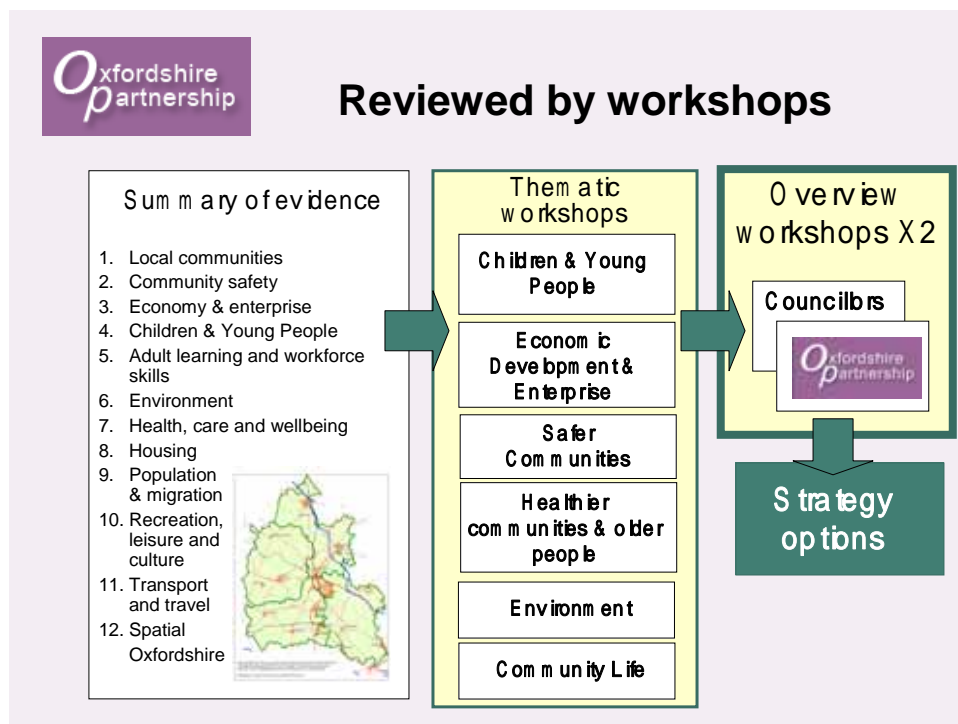 Oxfordshire
Partnership
Reviewed by workshops
Summary of evidence
1. Local communities
2. Community safety
3. Economy & enterprise
4. Children & Young People
5. Adult learning and workforce
skills
6. Environment
7. Health, care and wellbeing
8. Housing
9. Population
& migration
10. Recreation,
leisure and
culture
11. Transport
and travel
12. Spatial
Oxfordshire
Thematic
workshops
Children & Young
People
Economic
Development &
Enterprise
Safer
Communities
Healthier
communities & older
people
Environment
Community Life
Overview
workshops X2
Councillors
Oxfordshire
Partnership
Strategy
options